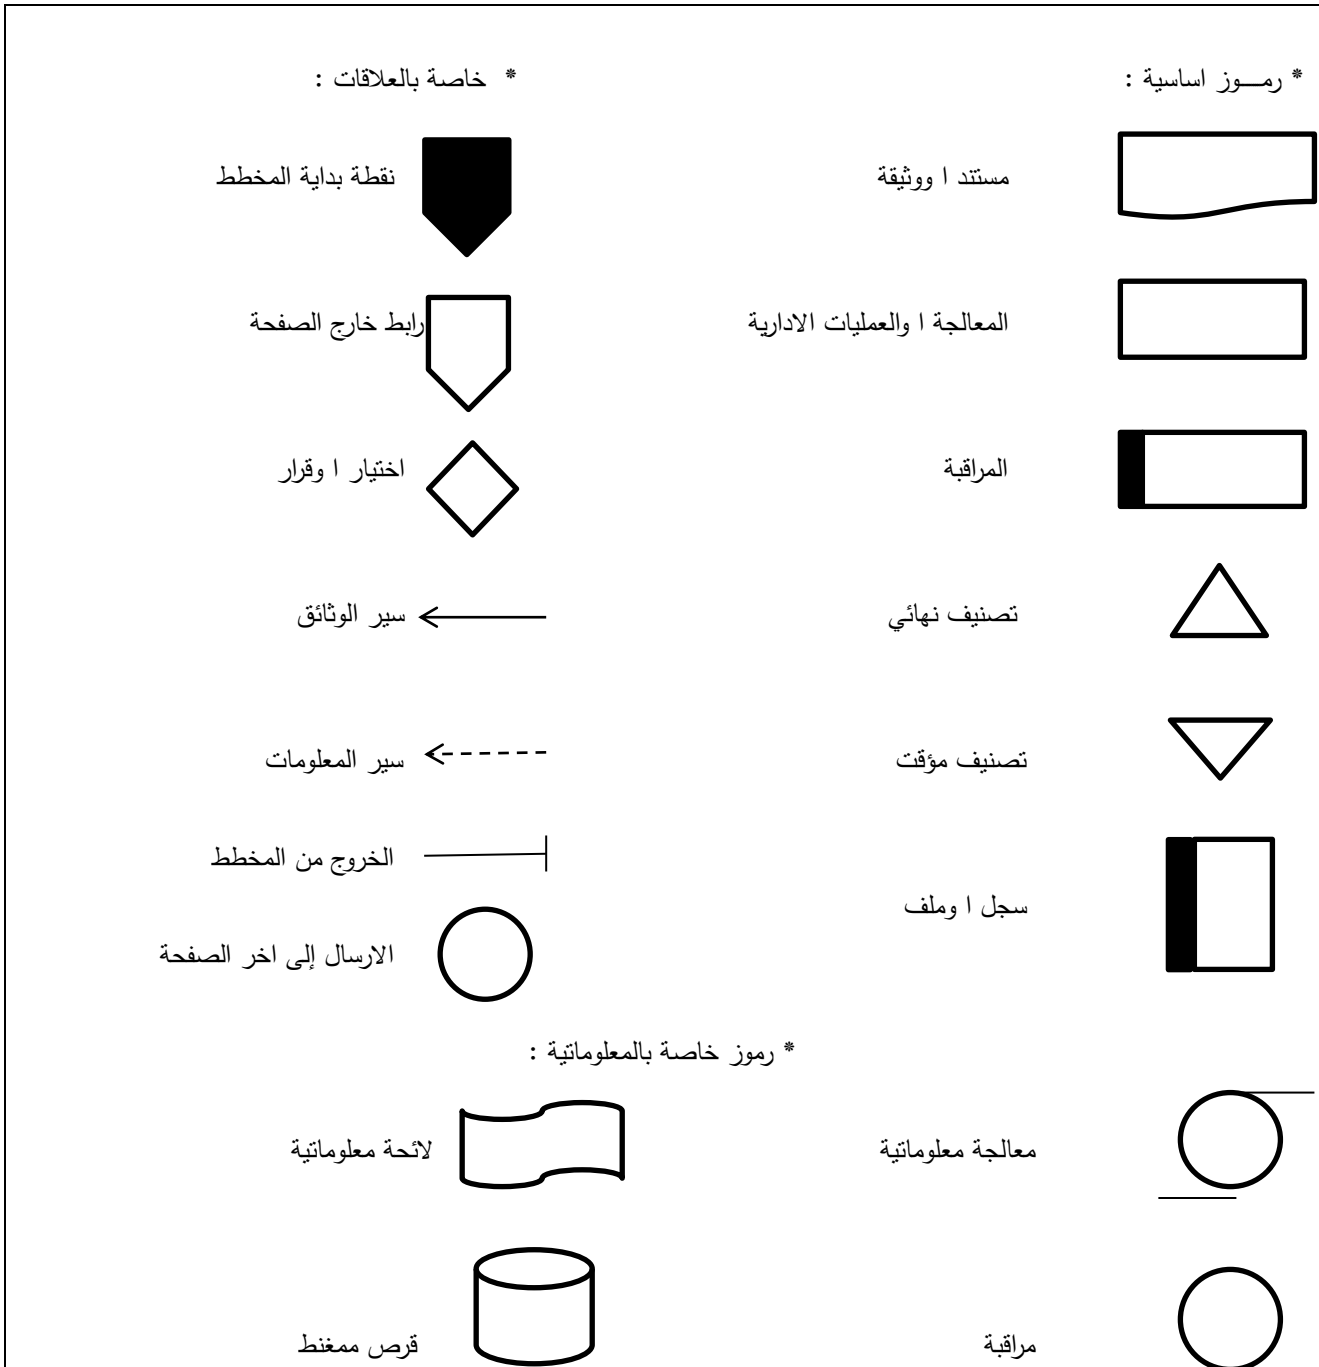 * رمـــوز اساسية :
مستند ا ووثيقة
المعالجة ا والعمليات الادارية
المراقبة
تصنيف نهائي
تصنيف مؤقت
سجل ا وملف
* خاصة بالعلاقات :
نقطة بداية المخطط
رابط خارج الصفحة
اختيار ا وقرار
سير الوثائق
سير المعلومات
الخروج من المخطط
الارسال إلى اخر الصفحة
* رموز خاصة بالمعلوماتية :
معالجة معلوماتية
لائحة معلوماتية
مراقبة
قرص ممغنط